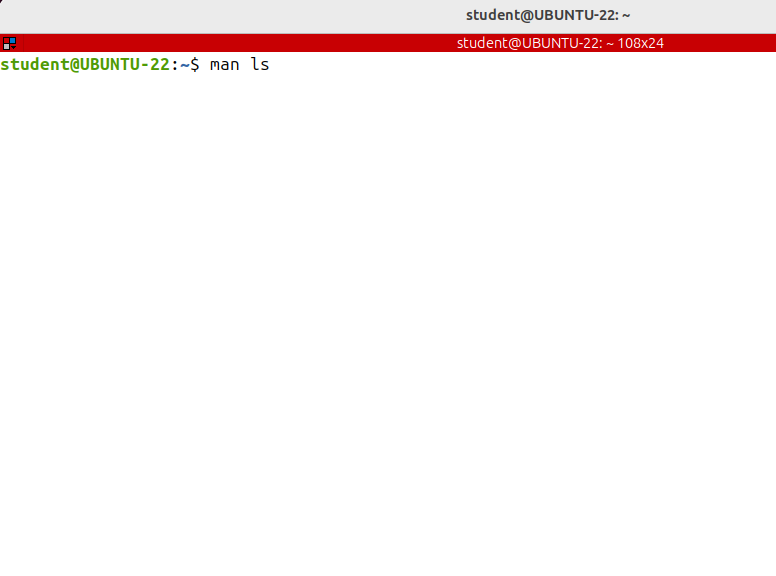 student@UBUNTU-22: ~
student@UBUNTU-22: ~ 108x24
student@UBUNTU-22:~$ man ls